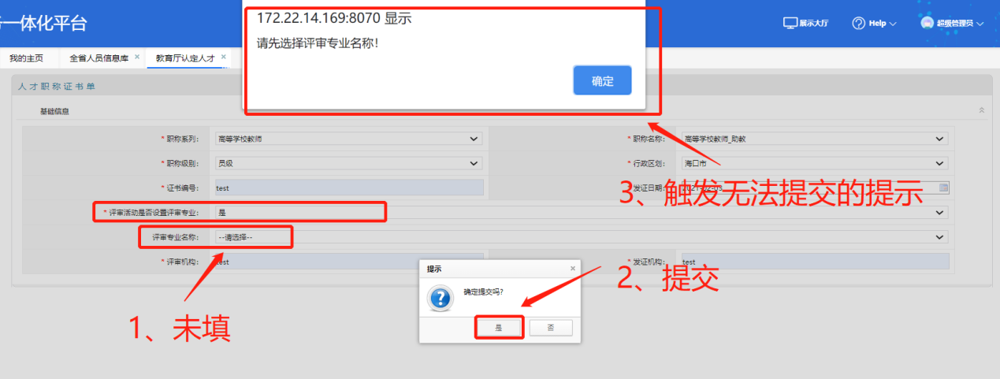 一体化平台
172.22.14.169:8070 显示
请先选择评审专业名称!
确定
展示大厅
Help
超级管理员
我的主页
全省人员信息库 ×
教育厅认定人才 ×
人才职称证书单
基础信息
* 职称系列: 高等学校教师
* 职称名称: 高等学校教师_助教
* 职称级别: 员级
* 行政区划: 海口市
* 证书编号: test
* 发证日期:
3、触发无法提交的提示
* 评审活动是否设置评审专业: 是
评审专业名称: --请选择--
* 评审机构: test
* 发证机构: test
提示 ×
确定提交吗?
是
否
2、提交
1、未填